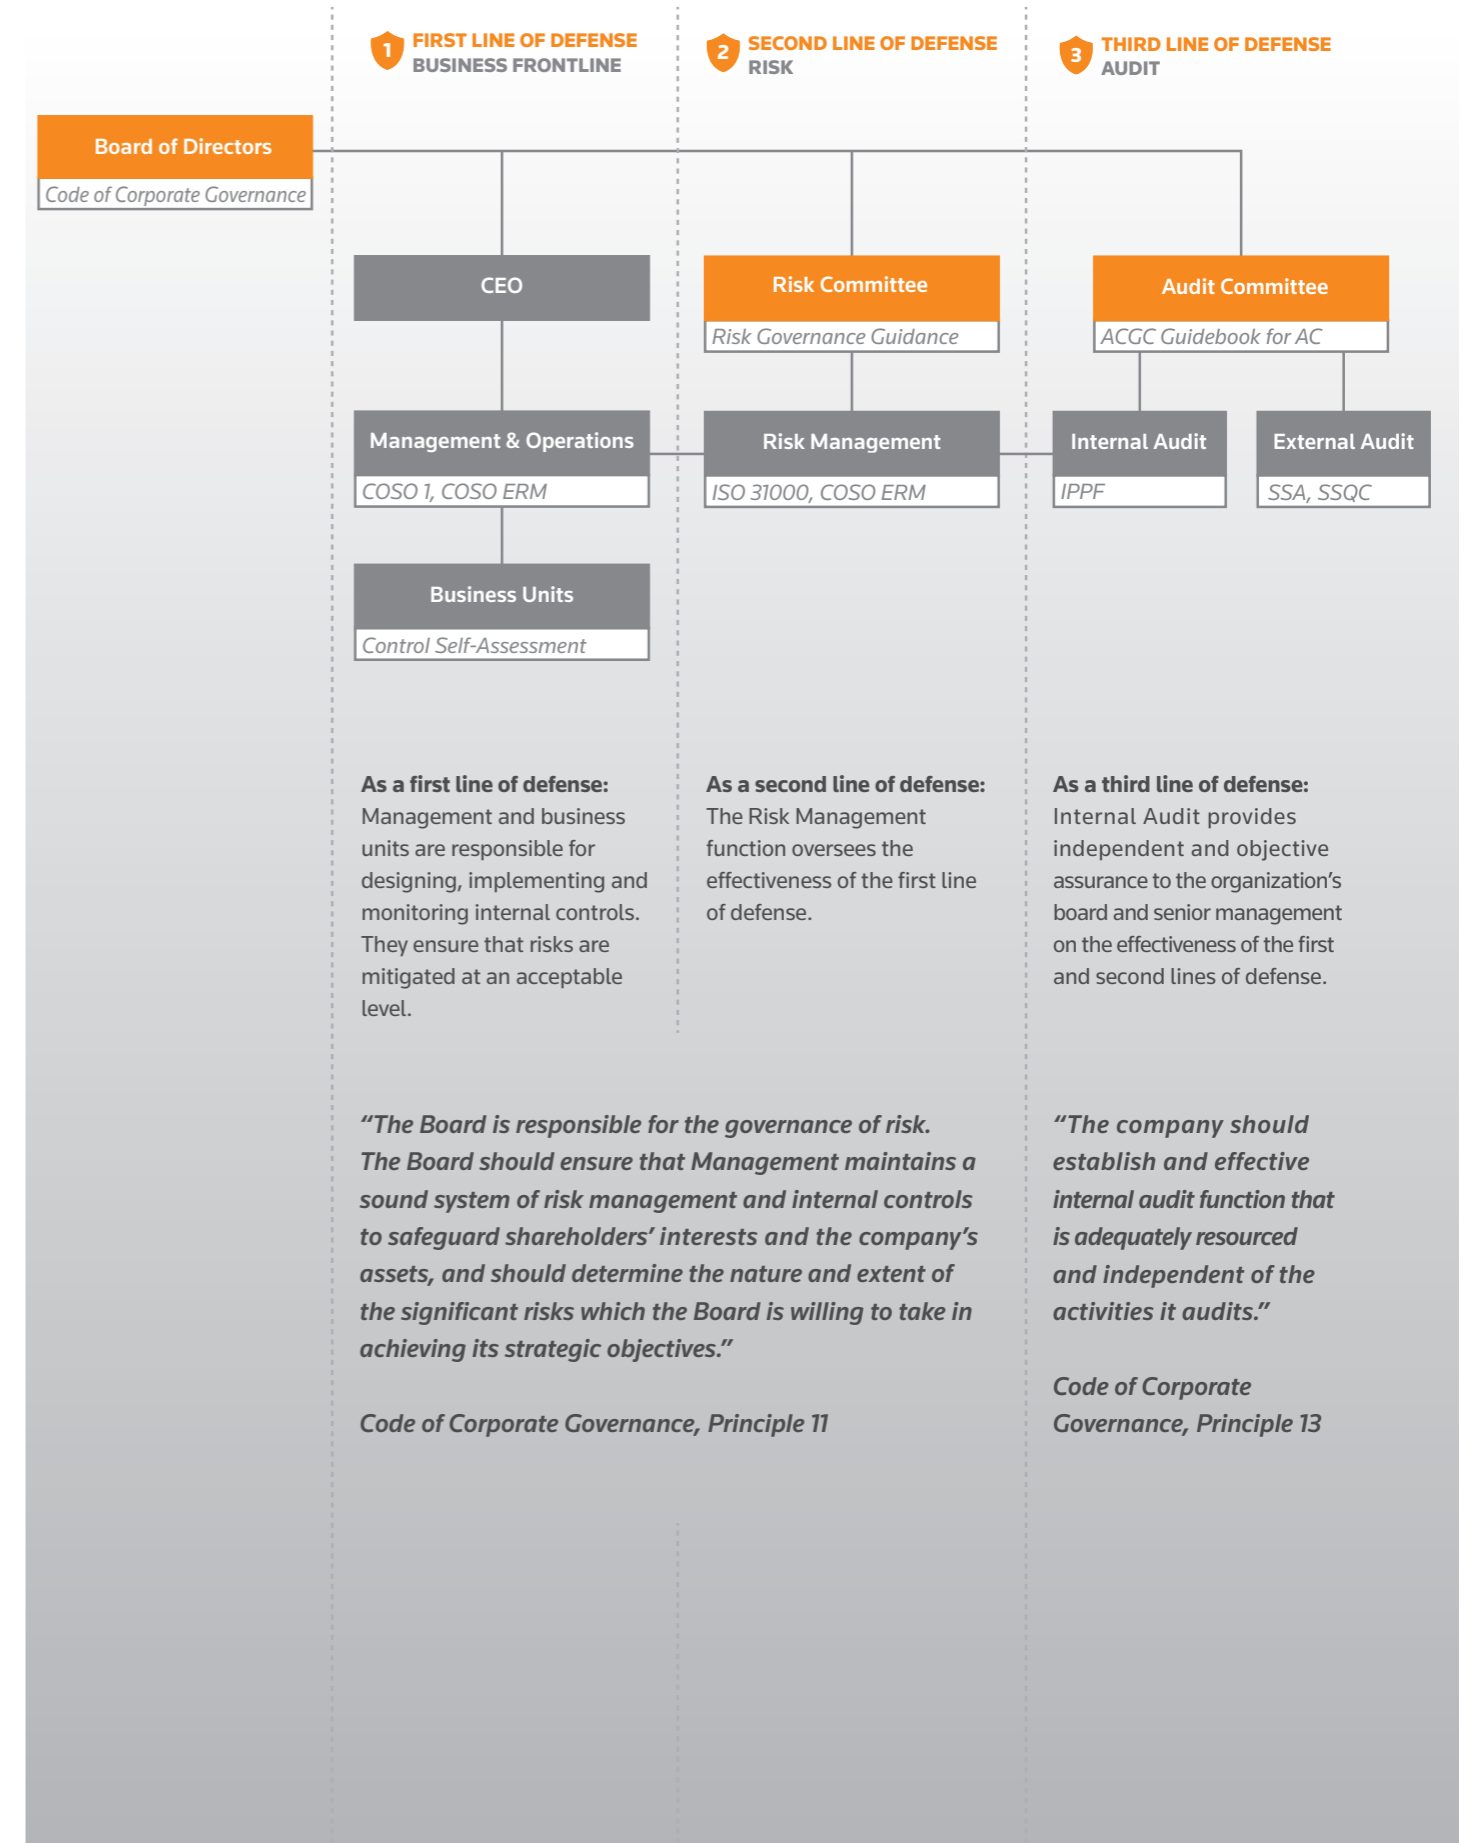 1
FIRST LINE OF DEFENSE
BUSINESS FRONTLINE
2
SECOND LINE OF DEFENSE
RISK
3
THIRD LINE OF DEFENSE
AUDIT
Board of Directors
Code of Corporate Governance
CEO
Risk Committee
Risk Governance Guidance
Audit Committee
ACGC Guidebook for AC
Management & Operations
COSO 1, COSO ERM
Risk Management
ISO 31000, COSO ERM
Internal Audit
IPPF
External Audit
SSA, SSQC
Business Units
Control Self-Assessment
As a first line of defense:
Management and business
units are responsible for
designing, implementing and
monitoring internal controls.
They ensure that risks are
mitigated at an acceptable
level.
As a second line of defense:
The Risk Management
function oversees the
effectiveness of the first line
of defense.
As a third line of defense:
Internal Audit provides
independent and objective
assurance to the organization’s
board and senior management
on the effectiveness of the first
and second lines of defense.
“The Board is responsible for the governance of risk.
The Board should ensure that Management maintains a
sound system of risk management and internal controls
to safeguard shareholders’ interests and the company’s
assets, and should determine the nature and extent of
the significant risks which the Board is willing to take in
achieving its strategic objectives.”
Code of Corporate Governance, Principle 11
“The company should
establish and effective
internal audit function that
is adequately resourced
and independent of the
activities it audits.”
Code of Corporate
Governance, Principle 13